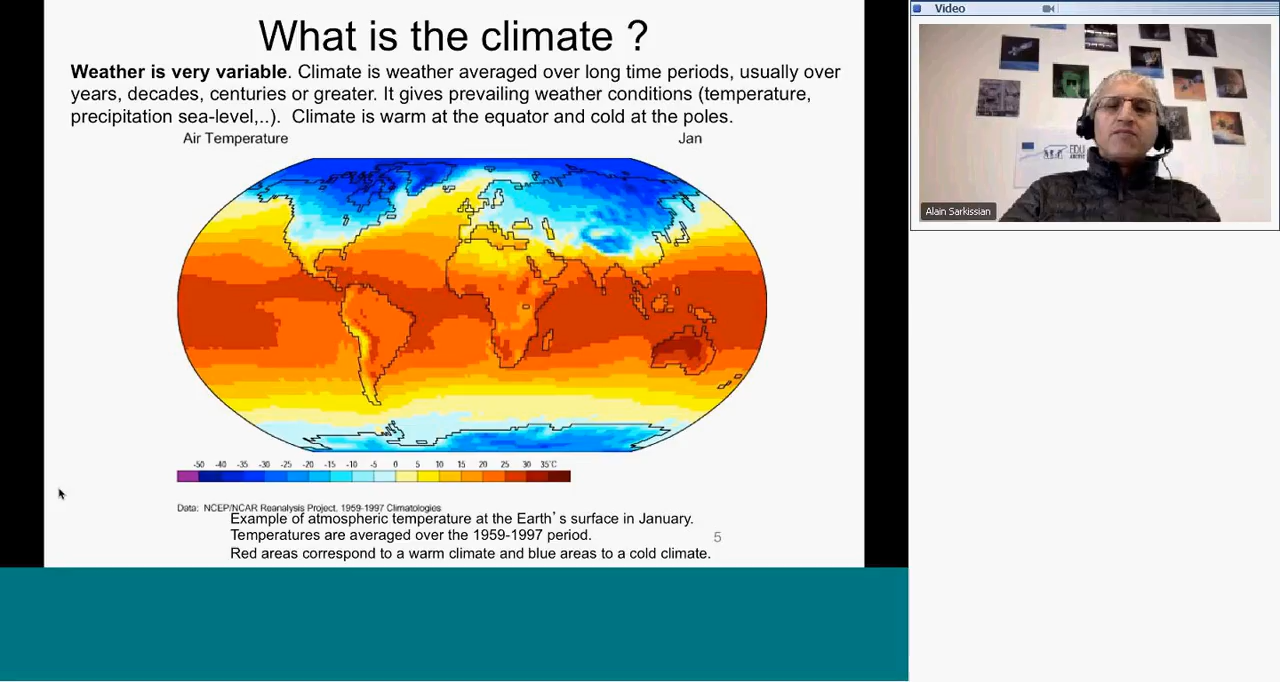 What is the climate ?
Weather is very variable. Climate is weather averaged over long time periods, usually over
years, decades, centuries or greater. It gives prevailing weather conditions (temperature,
precipitation sea-level,..).  Climate is warm at the equator and cold at the poles.
Air Temperature
Jan
-50 -40 -35 -30 -25 -20 -15 -10 -5 0 5 10 15 20 25 30 35°C
Data: NCEP/NCAR Reanalysis Project, 1959-1997 Climatologies
Example of atmospheric temperature at the Earth's surface in January.
Temperatures are averaged over the 1959-1997 period.
Red areas correspond to a warm climate and blue areas to a cold climate.
5
Video
EDU
ARCTIC
Alain Sarkissian